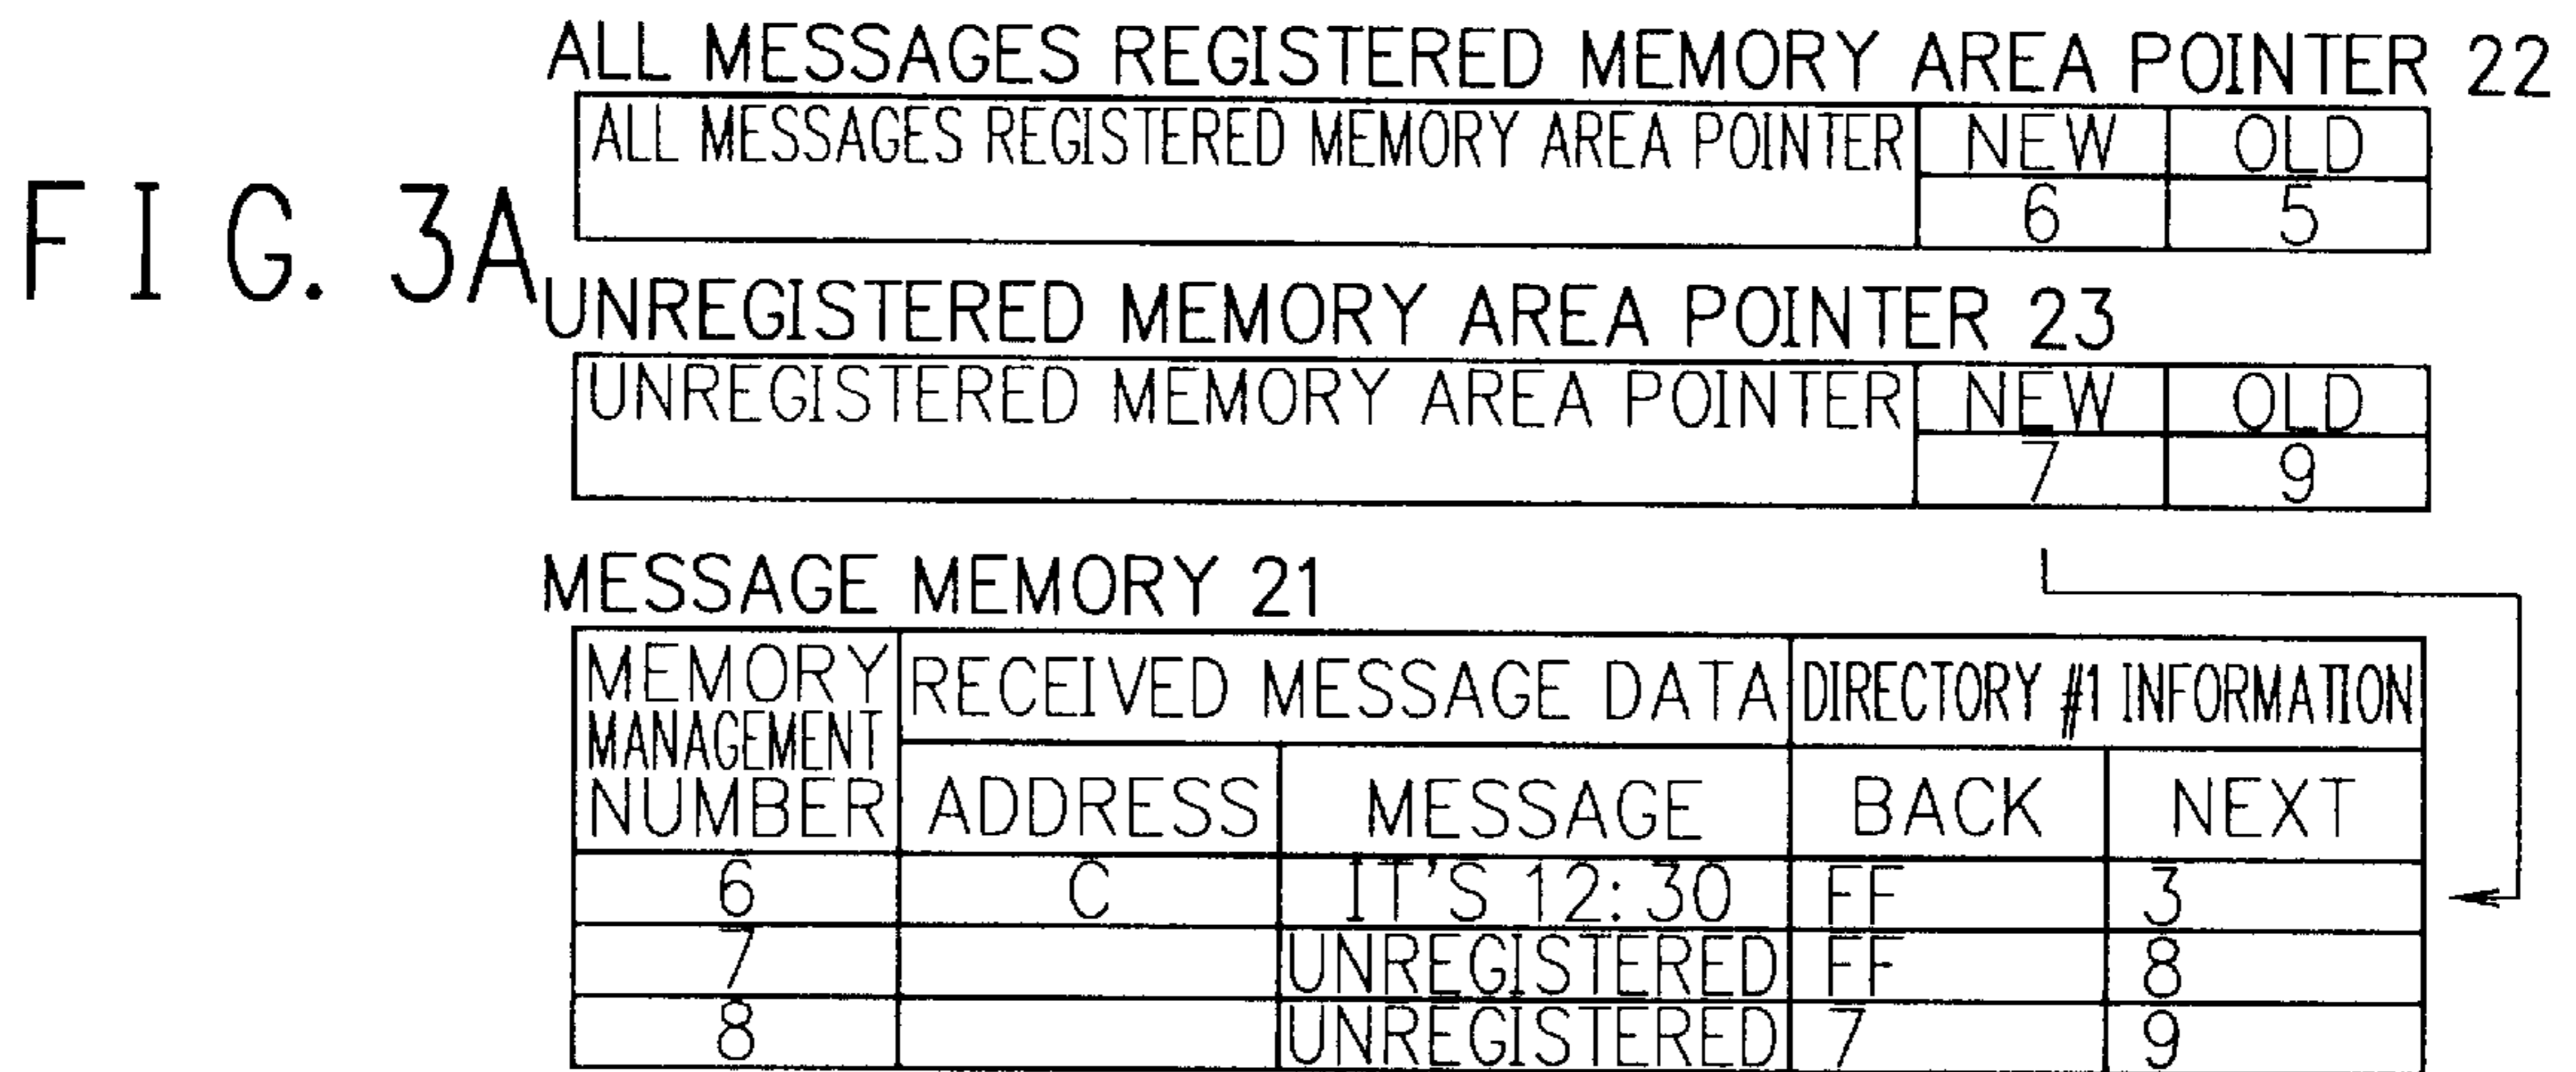 ALL MESSAGES REGISTERED MEMORY AREA POINTER 22
ALL MESSAGES REGISTERED MEMORY AREA POINTER NEW OLD
6 5
FIG. 3A
UNREGISTERED MEMORY AREA POINTER 23
UNREGISTERED MEMORY AREA POINTER NEW OLD
7 9
MESSAGE MEMORY 21
MEMORY MANAGEMENT NUMBER RECEIVED MESSAGE DATA DIRECTORY #1 INFORMATION
ADDRESS MESSAGE BACK NEXT
6 C IT'S 12:30 FF 3
7 UNREGISTERED FF 8
8 UNREGISTERED 7 9